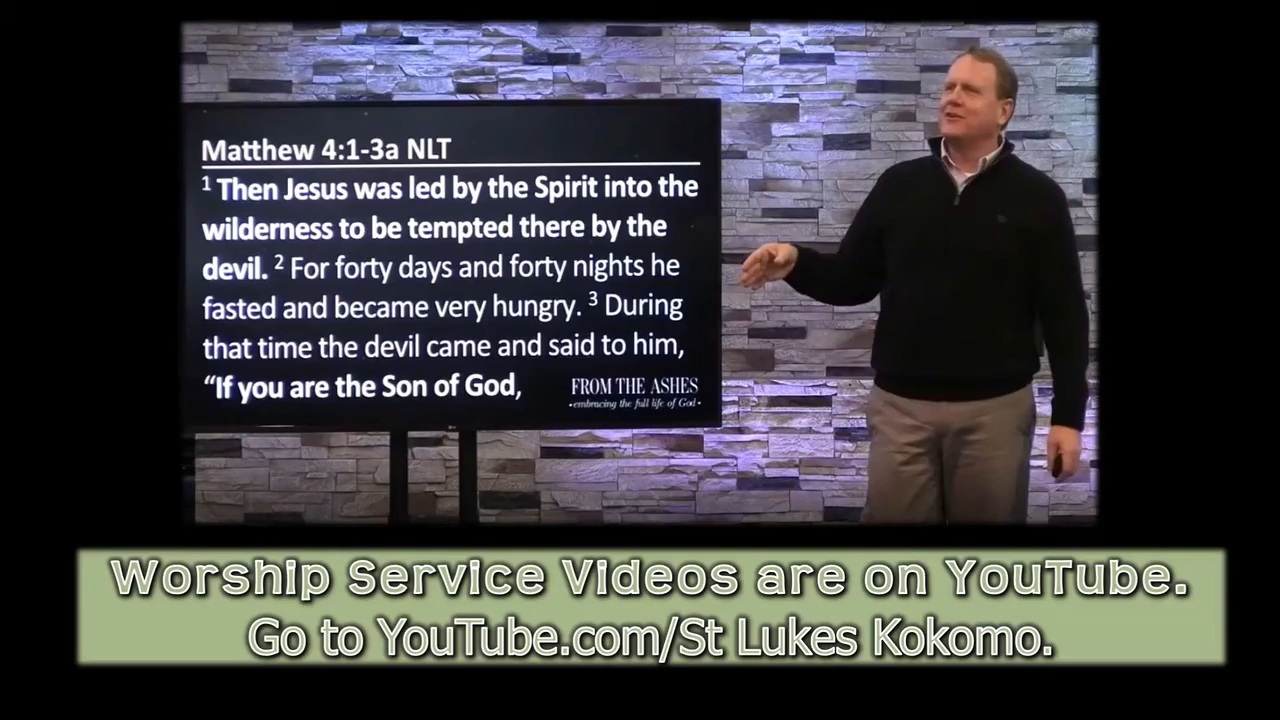 Matthew 4:1-3a NLT
1 Then Jesus was led by the Spirit into the
wilderness to be tempted there by the
devil. 2 For forty days and forty nights he
fasted and became very hungry. 3 During
that time the devil came and said to him,
“If you are the Son of God,
FROM THE ASHES
•embracing the full life of God•
Worship Service Videos are on YouTube.
Go to YouTube.com/St Lukes Kokomo.